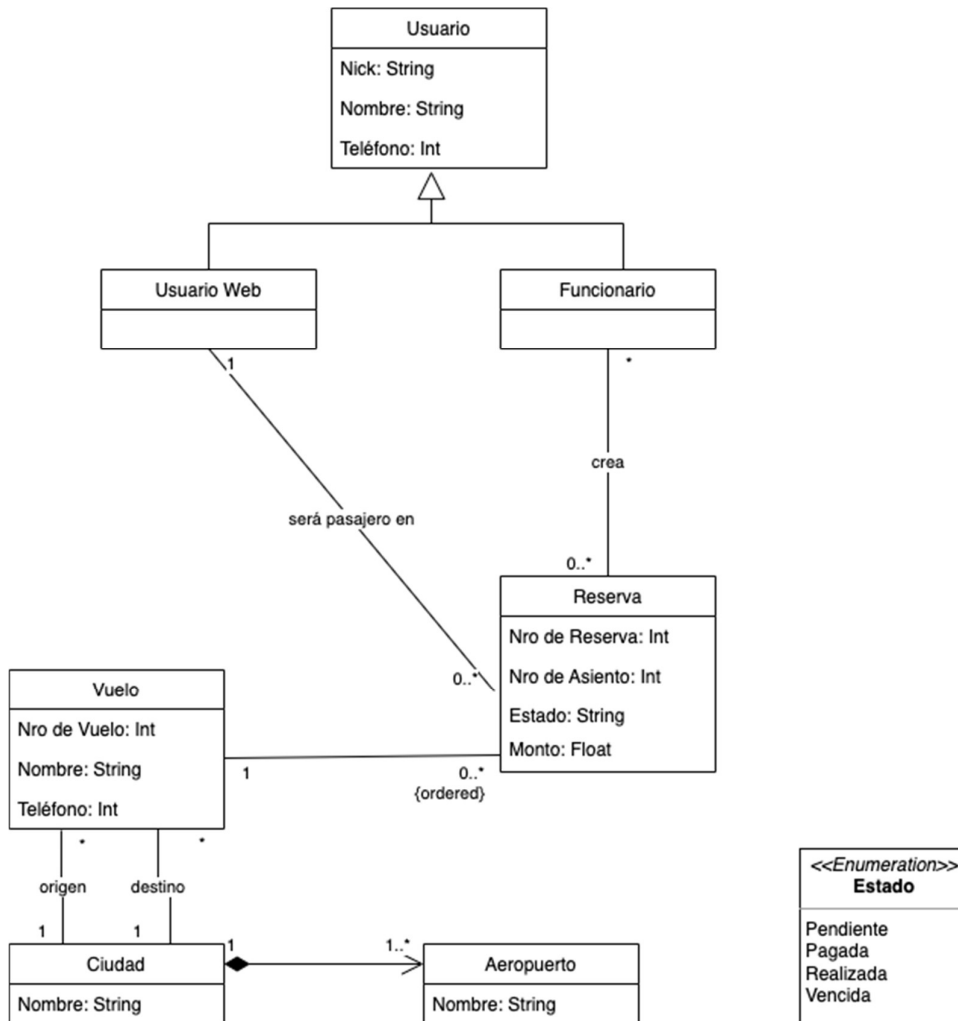 Usuario
Nick: String
Nombre: String
Teléfono: Int
Usuario Web
Funcionario
1
*
crea
será pasajero en
0..*
Reserva
Nro de Reserva: Int
Nro de Asiento: Int
Estado: String
Monto: Float
0..*
Vuelo
Nro de Vuelo: Int
Nombre: String
Teléfono: Int
1
0..*
{ordered}
*
*
origen
destino
1
1
Ciudad
Nombre: String
1
1..*
Aeropuerto
Nombre: String
<<Enumeration>>
Estado
Pendiente
Pagada
Realizada
Vencida